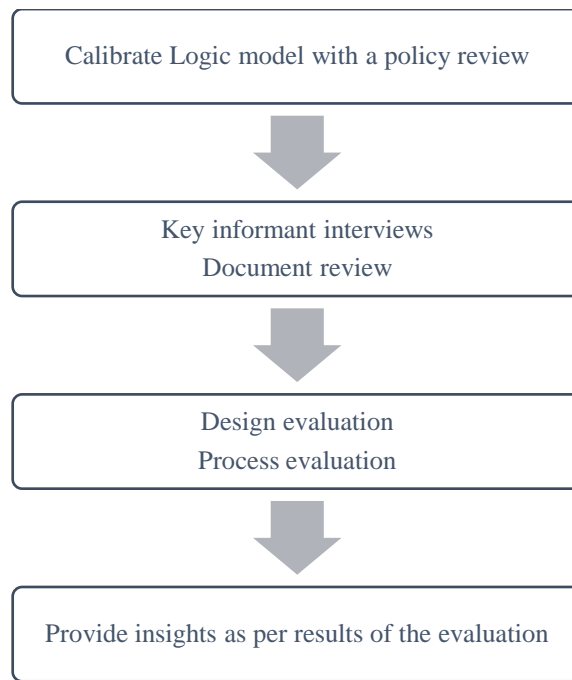 Calibrate Logic model with a policy review
Key informant interviews
Document review
Design evaluation
Process evaluation
Provide insights as per results of the evaluation